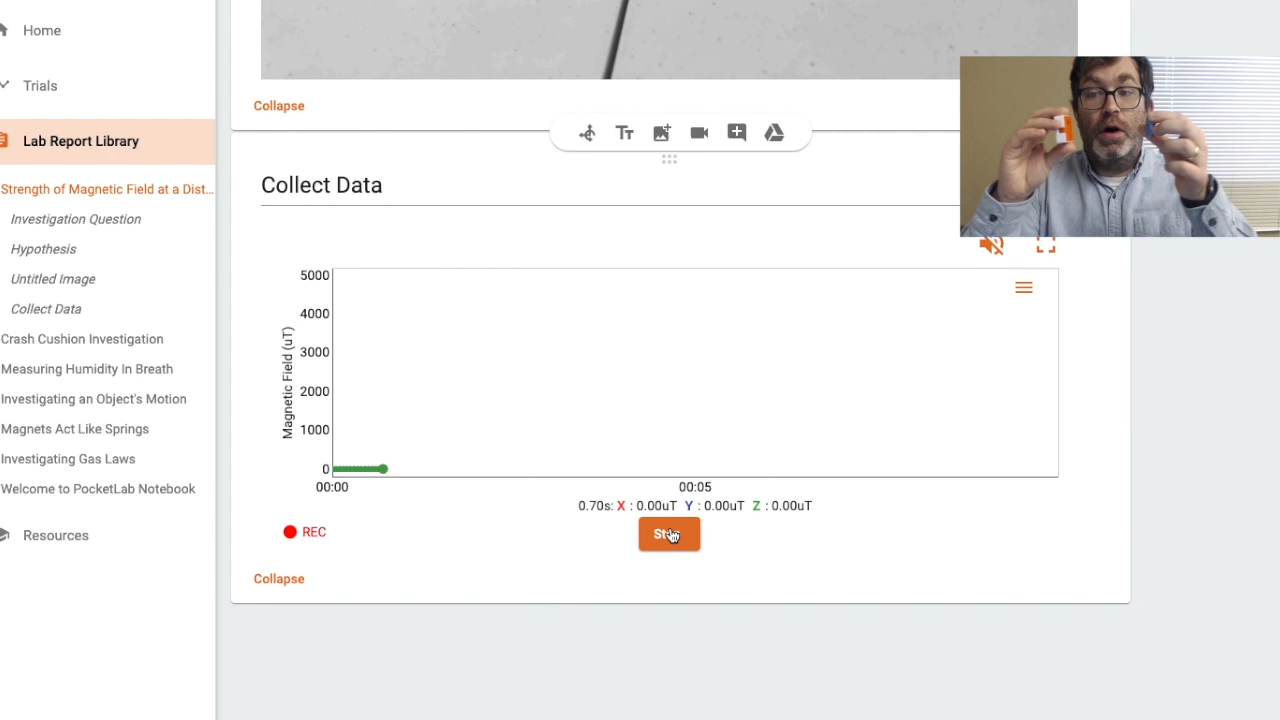 Home
Trials
Lab Report Library
Strength of Magnetic Field at a Dist...
Investigation Question
Hypothesis
Untitled Image
Collect Data
Crash Cushion Investigation
Measuring Humidity In Breath
Investigating an Object's Motion
Magnets Act Like Springs
Investigating Gas Laws
Welcome to PocketLab Notebook
Resources
Collapse
Tt
Collect Data
Magnetic Field (uT)
5000
4000
3000
2000
1000
0
00:00 00:05
0.70s: X : 0.00uT Y : 0.00uT Z : 0.00uT
REC
Collapse